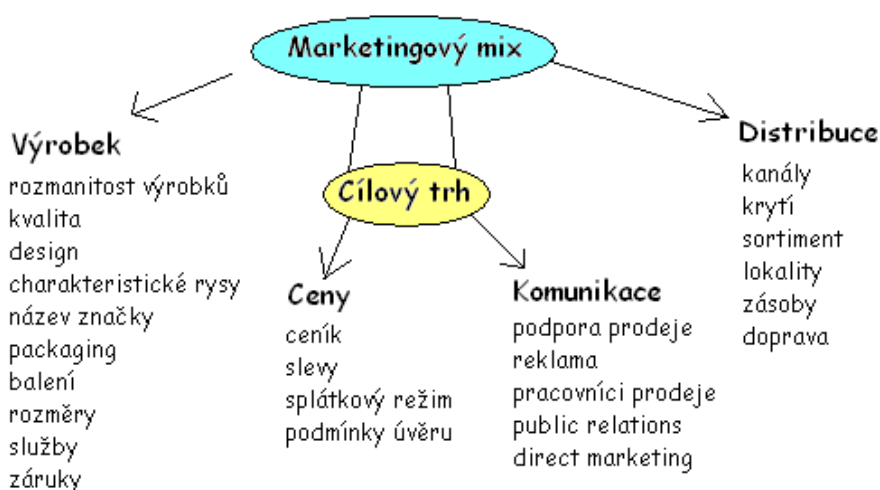 Marketingový mix
Cílový trh
Výrobek
rozmanitost výrobků
kvalita
design
charakteristické rysy
název značky
packaging
balení
rozměry
služby
záruky
Ceny
ceník
slevy
splátkový režim
podmínky úvěru
Komunikace
podpora prodeje
reklama
pracovníci prodeje
public relations
direct marketing
Distribuce
kanály
krytí
sortiment
lokality
zásoby
doprava